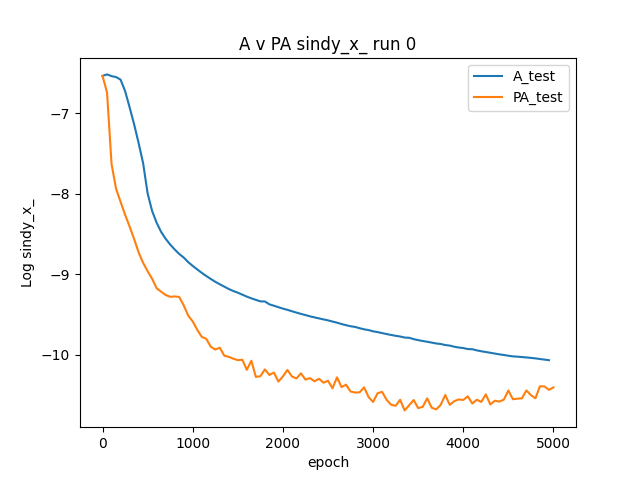 A v PA sindy_x_ run 0
A_test
PA_test
Log sindy_x_
−7
−8
−9
−10
0
1000
2000
3000
4000
5000
epoch